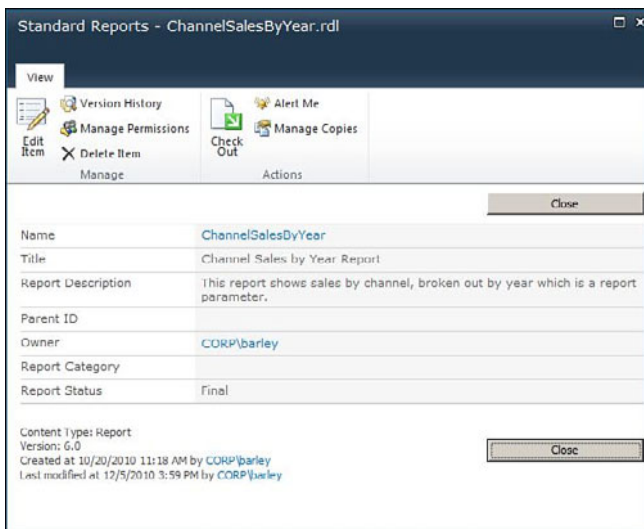 Standard Reports - ChannelSalesByYear.rdl
View
Edit Item
Version History
Manage Permissions
Delete Item
Manage
Check Out
Alert Me
Manage Copies
Actions
Close
Name ChannelSalesByYear
Title Channel Sales by Year Report
Report Description This report shows sales by channel, broken out by year which is a report
parameter.
Parent ID
Owner CORP\barley
Report Category
Report Status Final
Content Type: Report
Version: 6.0
Created at 10/20/2010 11:18 AM by CORP\barley
Last modified at 12/5/2010 3:59 PM by CORP\barley
Close